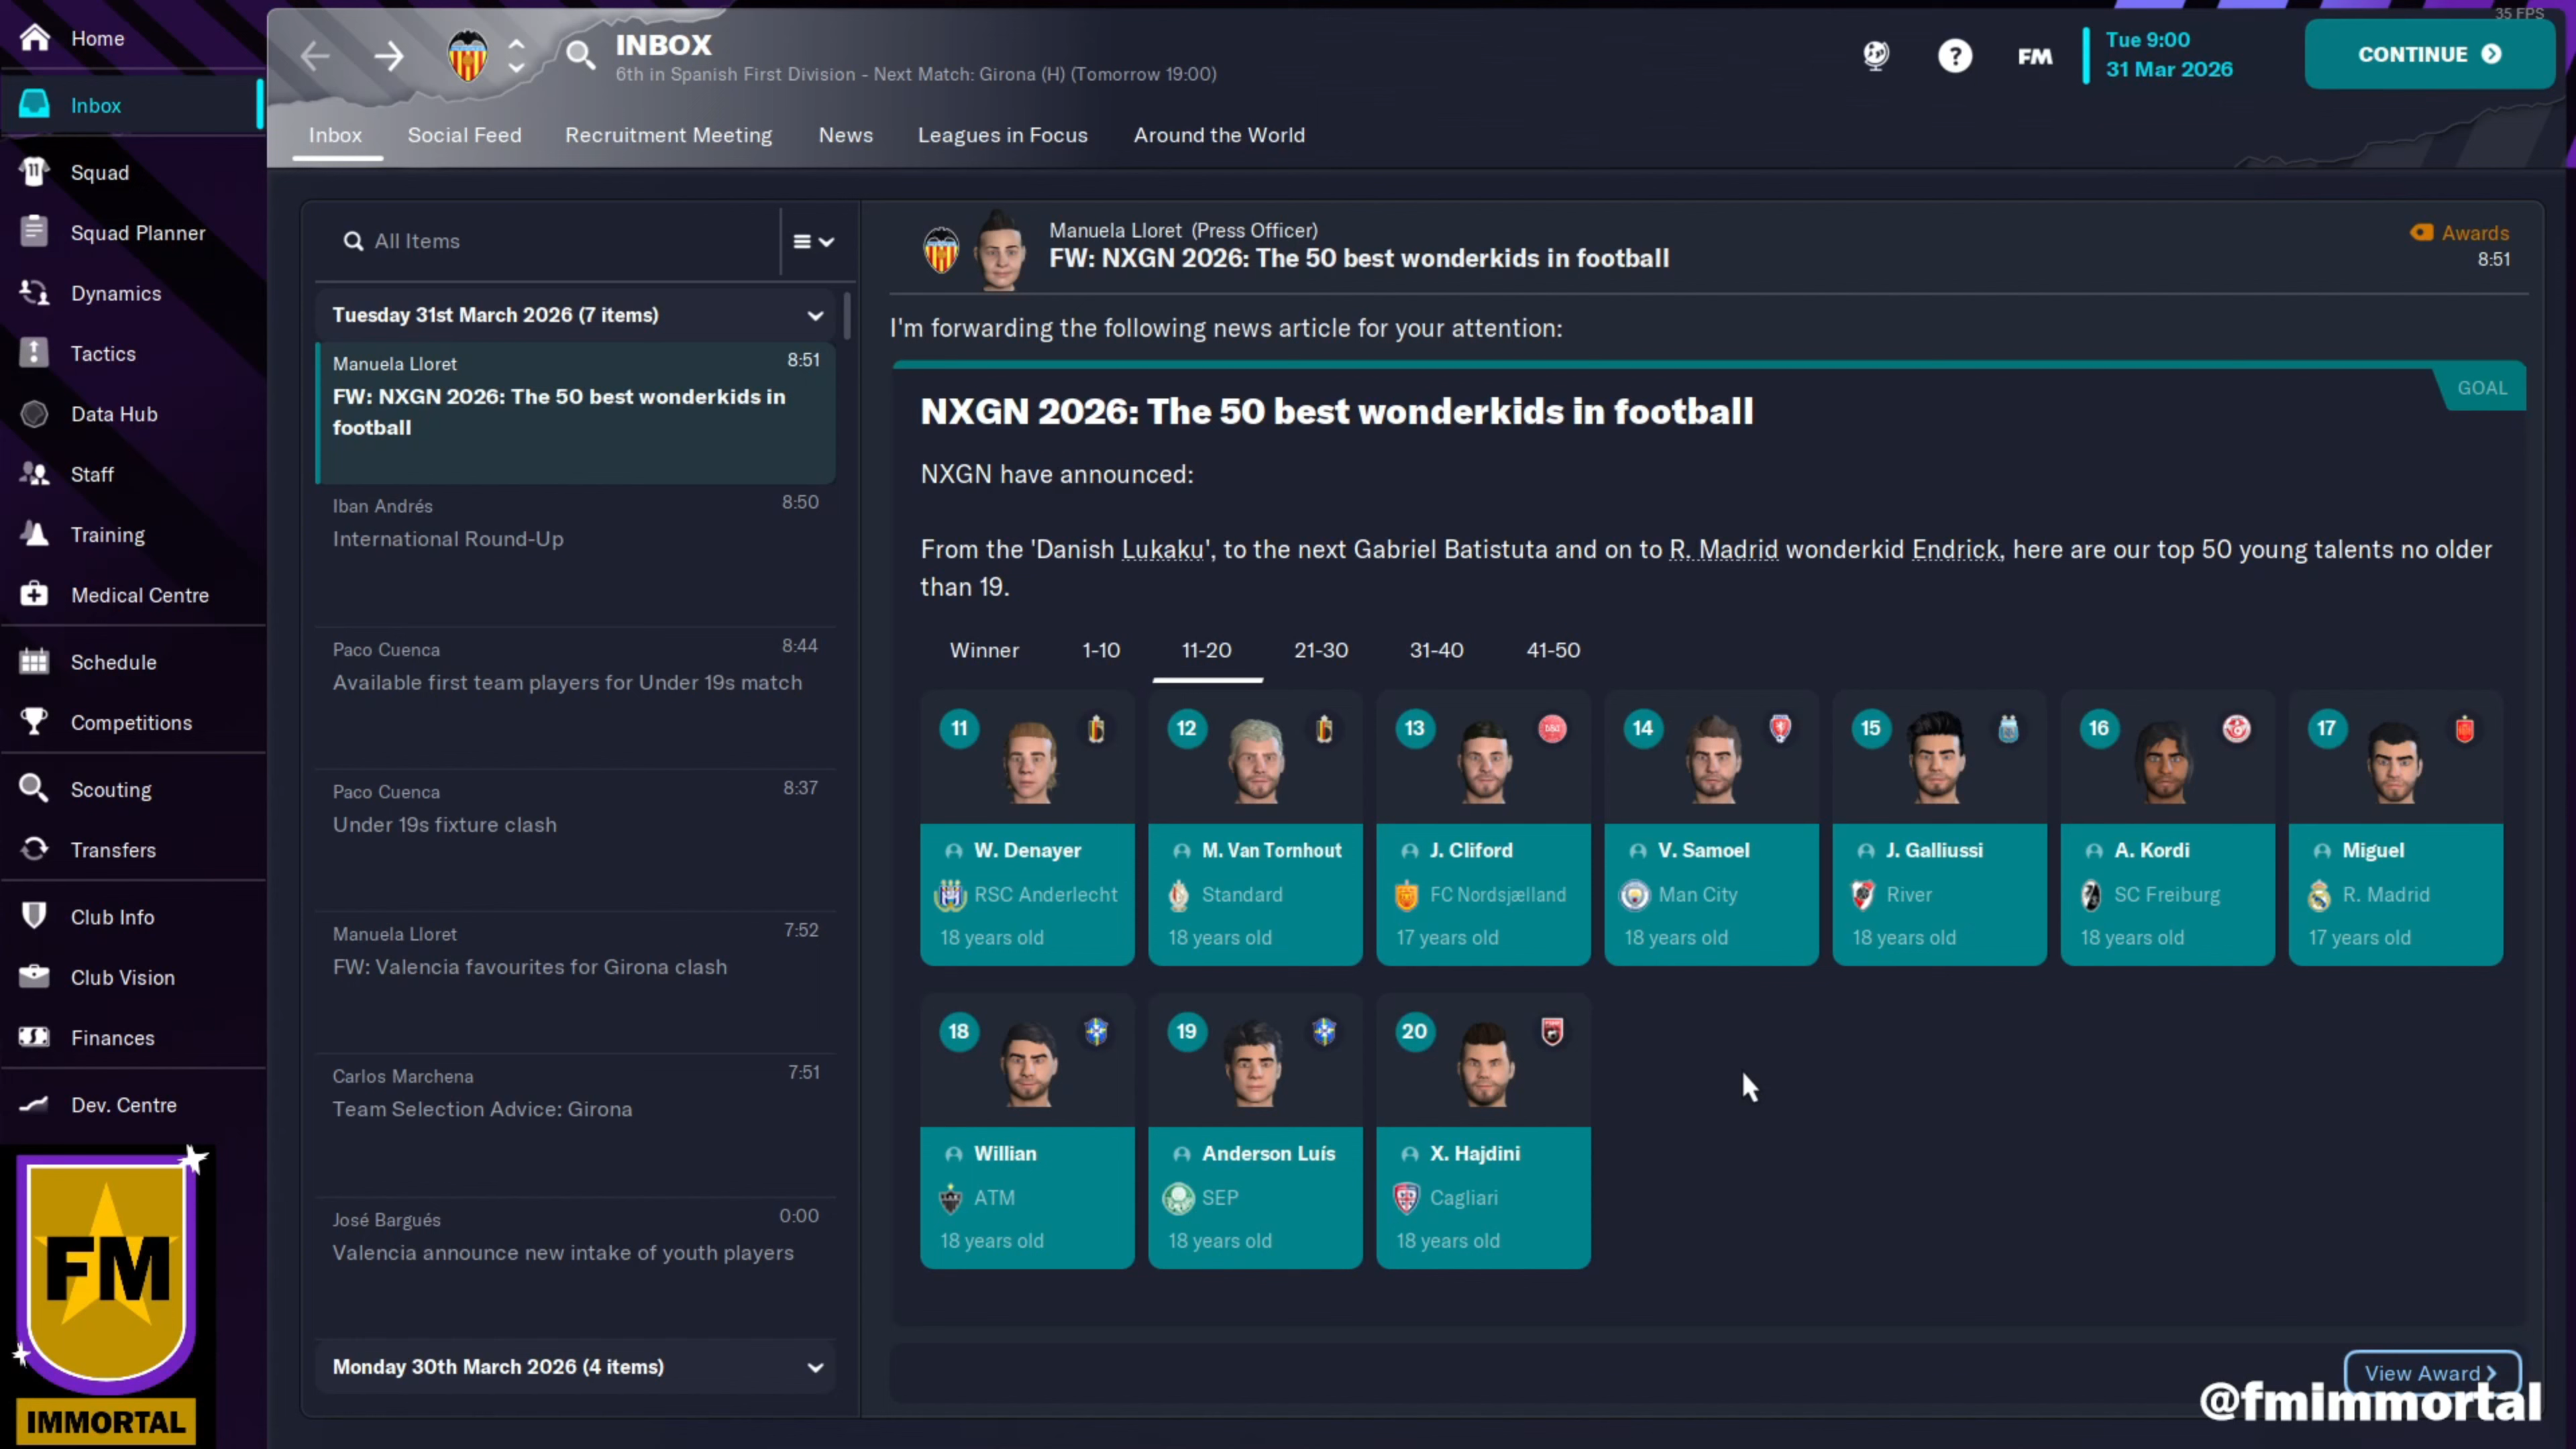 Home
Inbox
Squad
Squad Planner
Dynamics
Tactics
Data Hub
Staff
Training
Medical Centre
Schedule
Competitions
Scouting
Transfers
Club Info
Club Vision
Finances
Dev. Centre
FM
IMMORTAL
INBOX
6th in Spanish First Division - Next Match: Girona (H) (Tomorrow 19:00)
35 FPS
FM
Tue 9:00
31 Mar 2026
CONTINUE
Inbox Social Feed Recruitment Meeting News Leagues in Focus Around the World
All Items
Tuesday 31st March 2026 (7 items)
Manuela Lloret 8:51
FW: NXGN 2026: The 50 best wonderkids in
football
Iban Andrés 8:50
International Round-Up
Paco Cuenca 8:44
Available first team players for Under 19s match
Paco Cuenca 8:37
Under 19s fixture clash
Manuela Lloret 7:52
FW: Valencia favourites for Girona clash
Carlos Marchena 7:51
Team Selection Advice: Girona
José Bargués 0:00
Valencia announce new intake of youth players
Monday 30th March 2026 (4 items)
Manuela Lloret (Press Officer)
FW: NXGN 2026: The 50 best wonderkids in football
Awards
8:51
I'm forwarding the following news article for your attention:
GOAL
NXGN 2026: The 50 best wonderkids in football
NXGN have announced:
From the 'Danish Lukaku', to the next Gabriel Batistuta and on to R. Madrid wonderkid Endrick, here are our top 50 young talents no older
than 19.
Winner 1-10 11-20 21-30 31-40 41-50
11 12 13 14 15 16 17
W. Denayer M. Van Tornhout J. Cliford V. Samoel J. Galliussi A. Kordi Miguel
RSC Anderlecht Standard FC Nordsjælland Man City River SC Freiburg R. Madrid
18 years old 18 years old 17 years old 18 years old 18 years old 18 years old 17 years old
18 19 20
Willian Anderson Luís X. Hajdini
ATM SEP Cagliari
18 years old 18 years old 18 years old
View Award
@fmimmortal